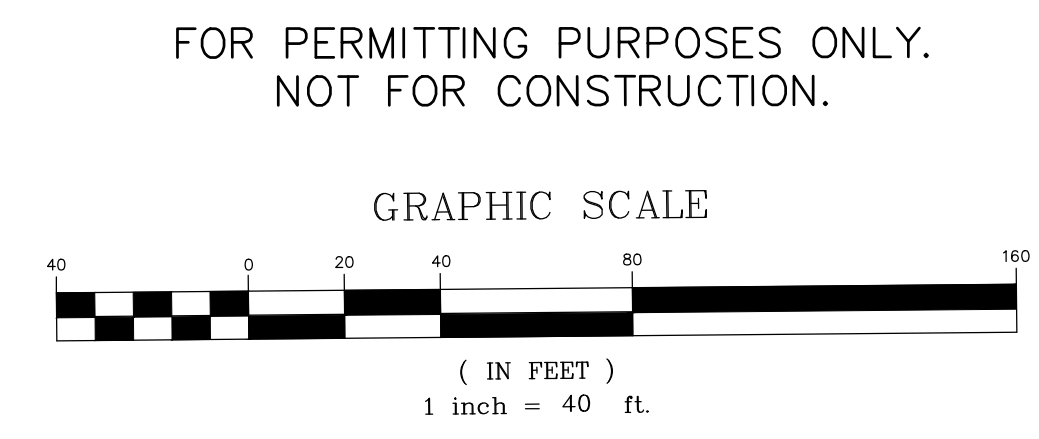 FOR PERMITTING PURPOSES ONLY.
NOT FOR CONSTRUCTION.
GRAPHIC SCALE
40 0 20 40 80 160
( IN FEET )
1 inch = 40 ft.